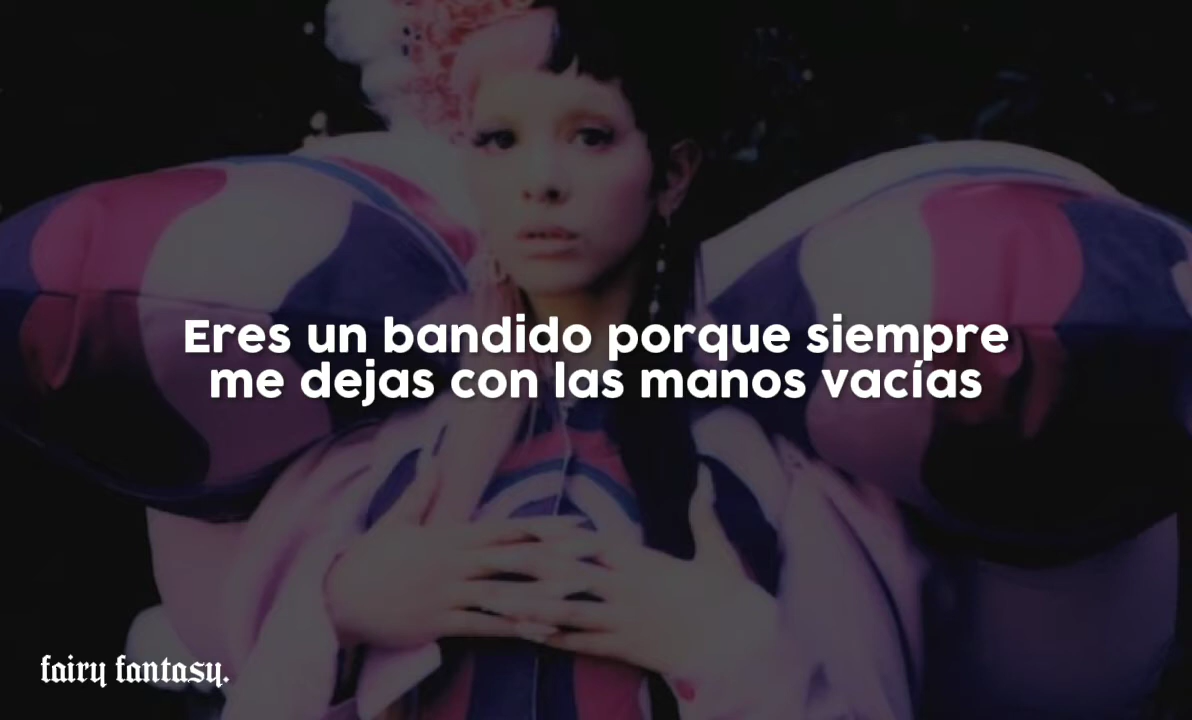 Eres un bandido porque siempre
me dejas con las manos vacías
fairy fantasy.